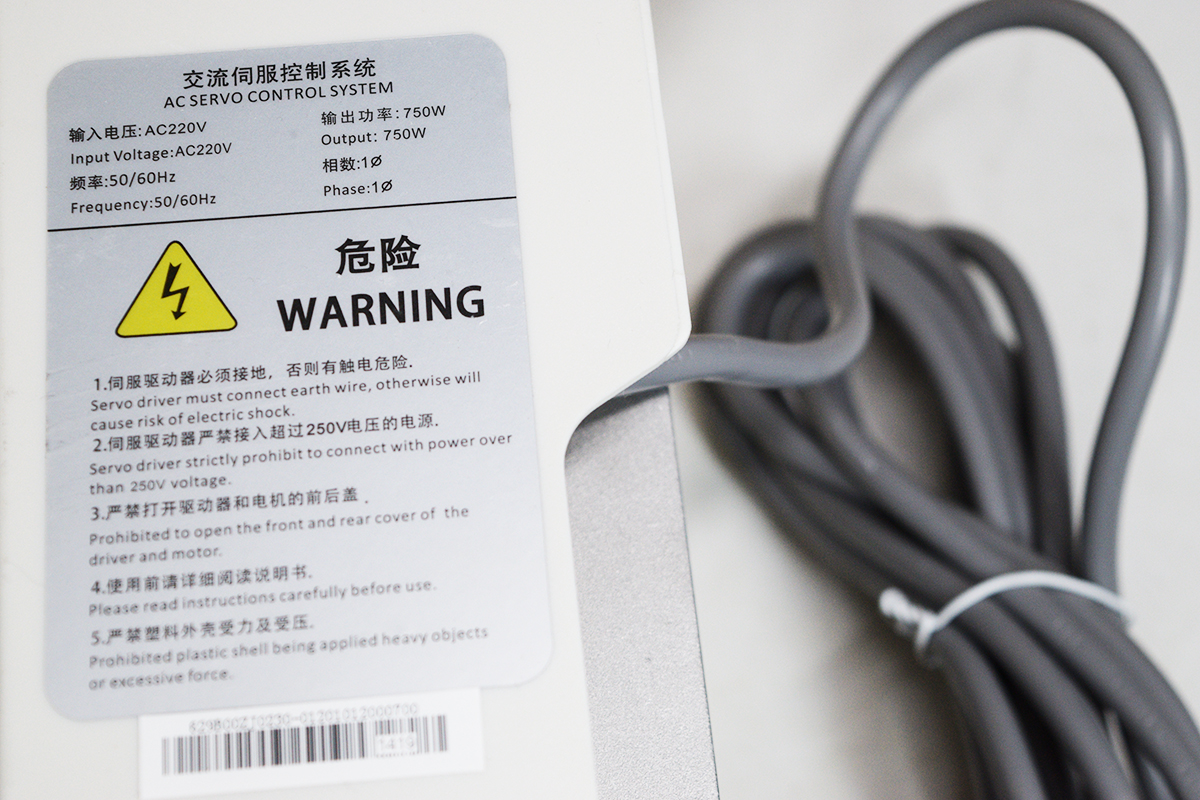 交流伺服控制系统
AC SERVO CONTROL SYSTEM
输入电压:AC220V
Input Voltage:AC220V
频率:50/60Hz
Frequency:50/60Hz
输出功率:750W
Output: 750W
相数:1Ø
Phase:1Ø
危险
WARNING
1.伺服驱动器必须接地，否则有触电危险.
Servo driver must connect earth wire, otherwise will
cause risk of electric shock.
2.伺服驱动器严禁接入超过250V电压的电源.
Servo driver strictly prohibit to connect with power over
than 250V voltage.
3.严禁打开驱动器和电机的前后盖 .
Prohibited to open the front and rear cover of the
driver and motor.
4.使用前请详细阅读说明书.
Please read instructions carefully before use.
5.严禁塑料外壳受力及受压.
Prohibited plastic shell being applied heavy objects
or excessive force.